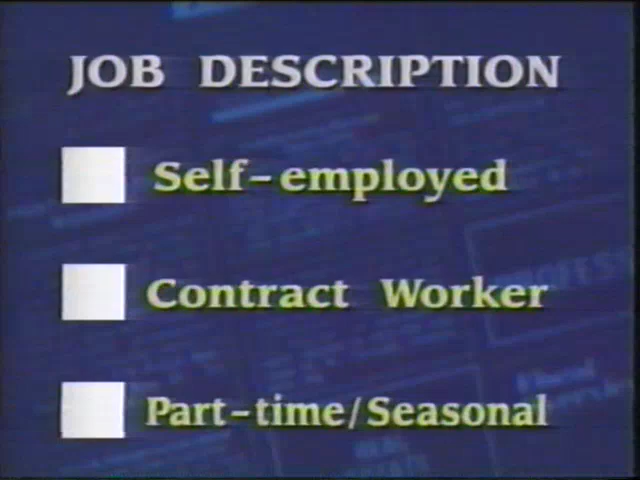 JOB DESCRIPTION
Self-employed
Contract Worker
Part-time/Seasonal